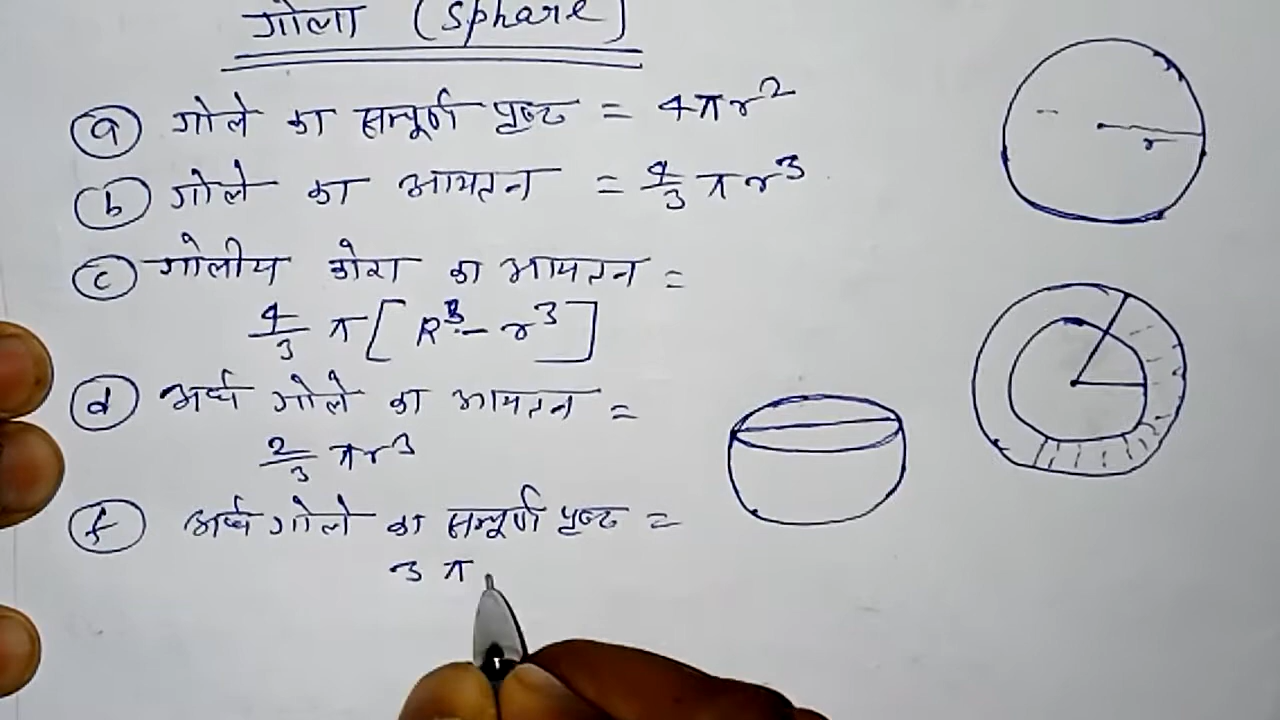 गोला (Sphare)
(a) गोले का सम्पूर्ण पृष्ठ = 4πr²
(b) गोले का आयतन = 4/3 πr³
(c) गोलीय कोश का आयतन =
4/3 π[R³ - r³]
(d) अर्ध गोले का आयतन =
2/3 πr³
(f) अर्ध गोले का सम्पूर्ण पृष्ठ =
3π
r